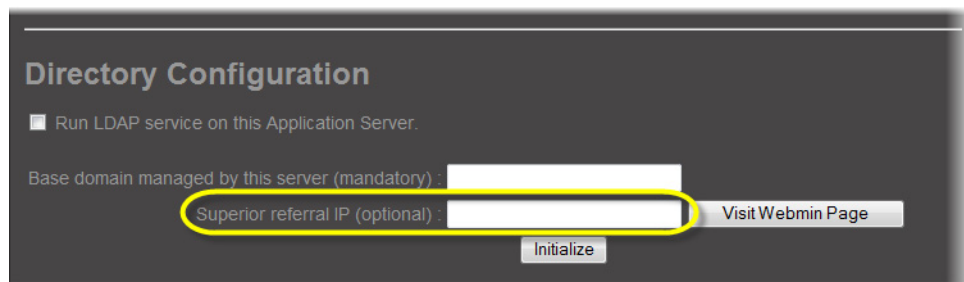 Directory Configuration
Run LDAP service on this Application Server.
Base domain managed by this server (mandatory) :
Superior referral IP (optional) :
Visit Webmin Page
Initialize